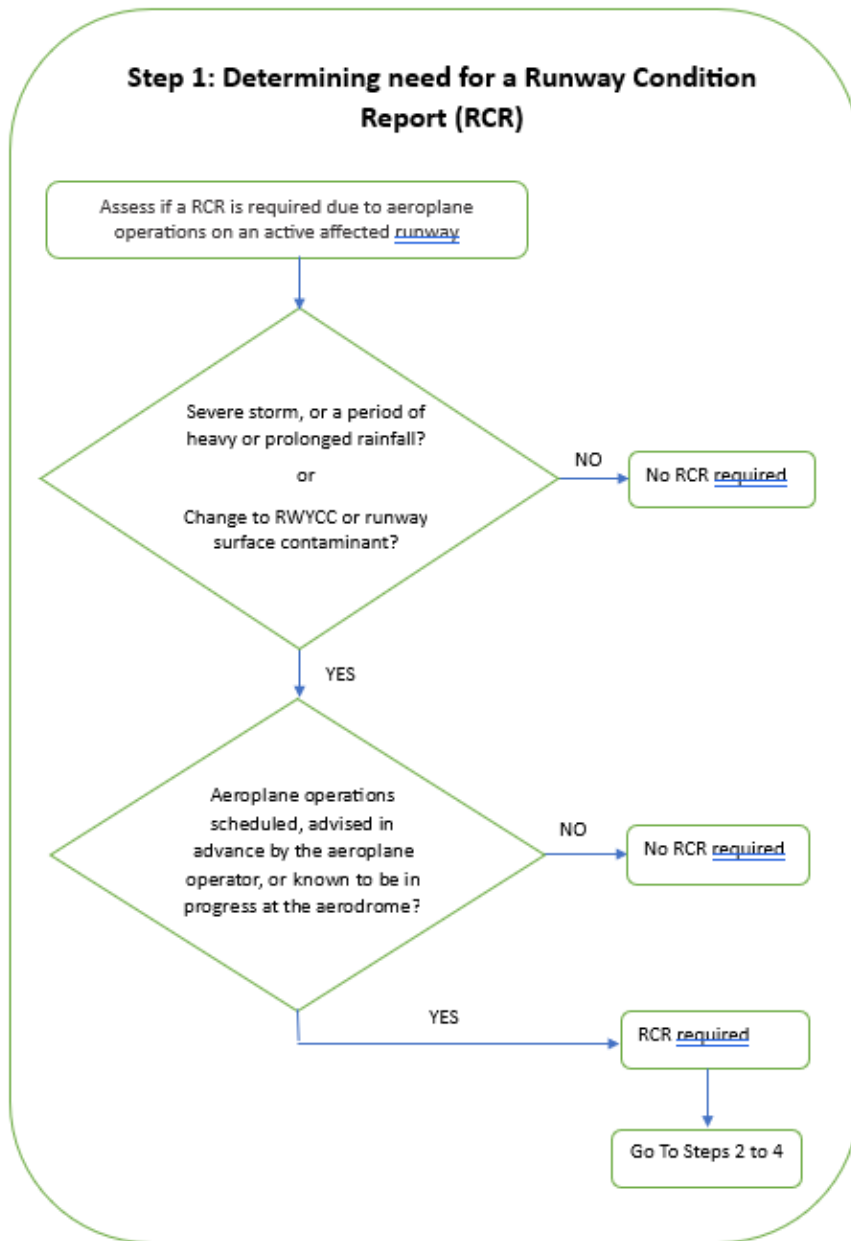 Step 1: Determining need for a Runway Condition
Report (RCR)
Assess if a RCR is required due to aeroplane
operations on an active affected runway
Severe storm, or a period of
heavy or prolonged rainfall?
or
Change to RWYCC or runway
surface contaminant?
NO
No RCR required
YES
Aeroplane operations
scheduled, advised in
advance by the aeroplane
operator, or known to be in
progress at the aerodrome?
NO
No RCR required
YES
RCR required
Go To Steps 2 to 4